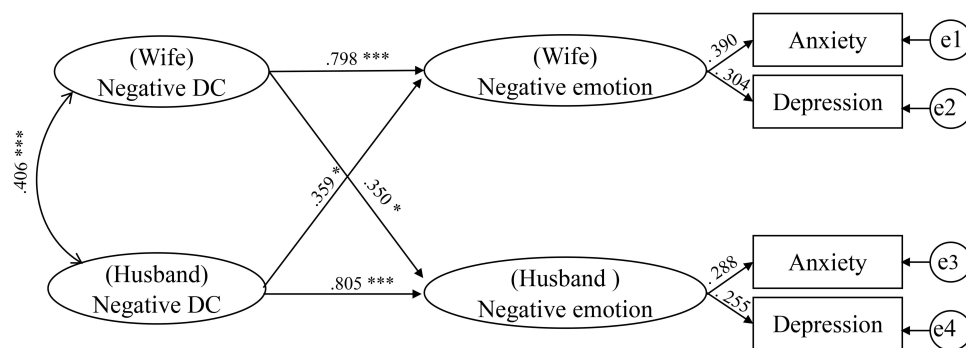 (Wife)
Negative DC
.798 ***
(Wife)
Negative emotion
.390
.304
Anxiety
e1
Depression
e2
.406 ***
.359 *
.350 *
(Husband)
Negative DC
.805 ***
(Husband )
Negative emotion
.288
.255
Anxiety
e3
Depression
e4